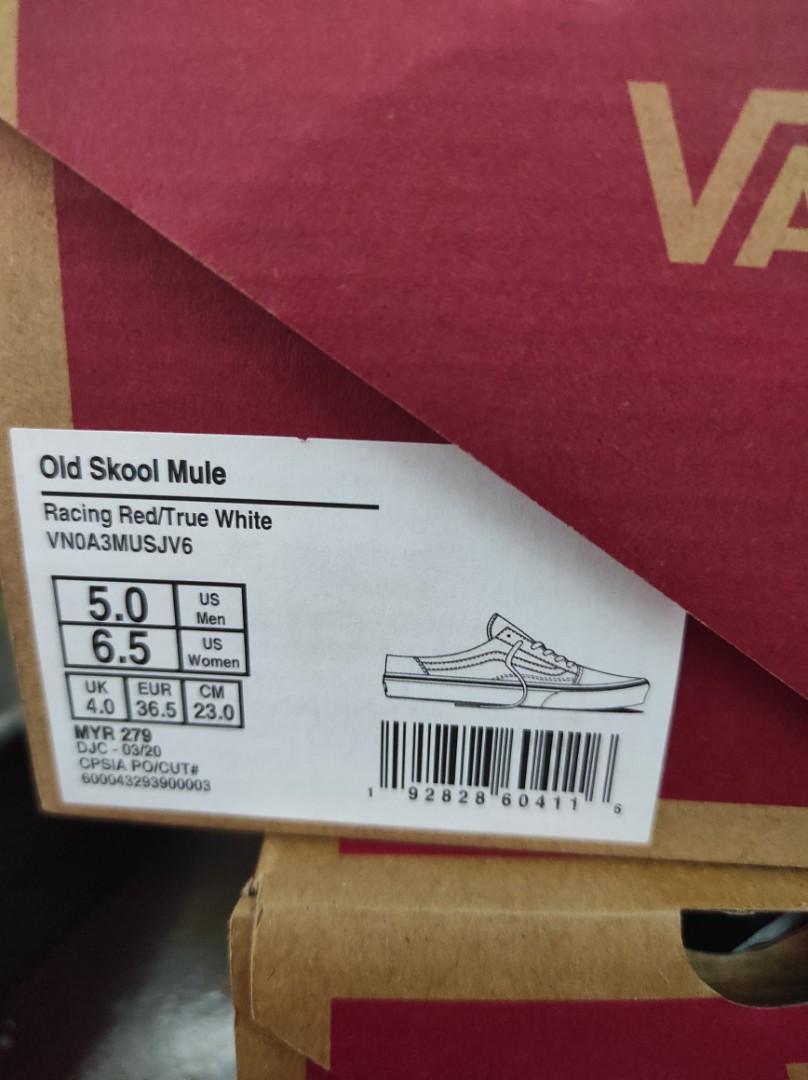 VA
Old Skool Mule
Racing Red/True White
VN0A3MUSJV6
5.0 US Men
6.5 US Women
UK 4.0 EUR 36.5 CM 23.0
MYR 279
DJC - 03/20
CPSIA PO/CUT#
600043293900003
1 92828 60411 6